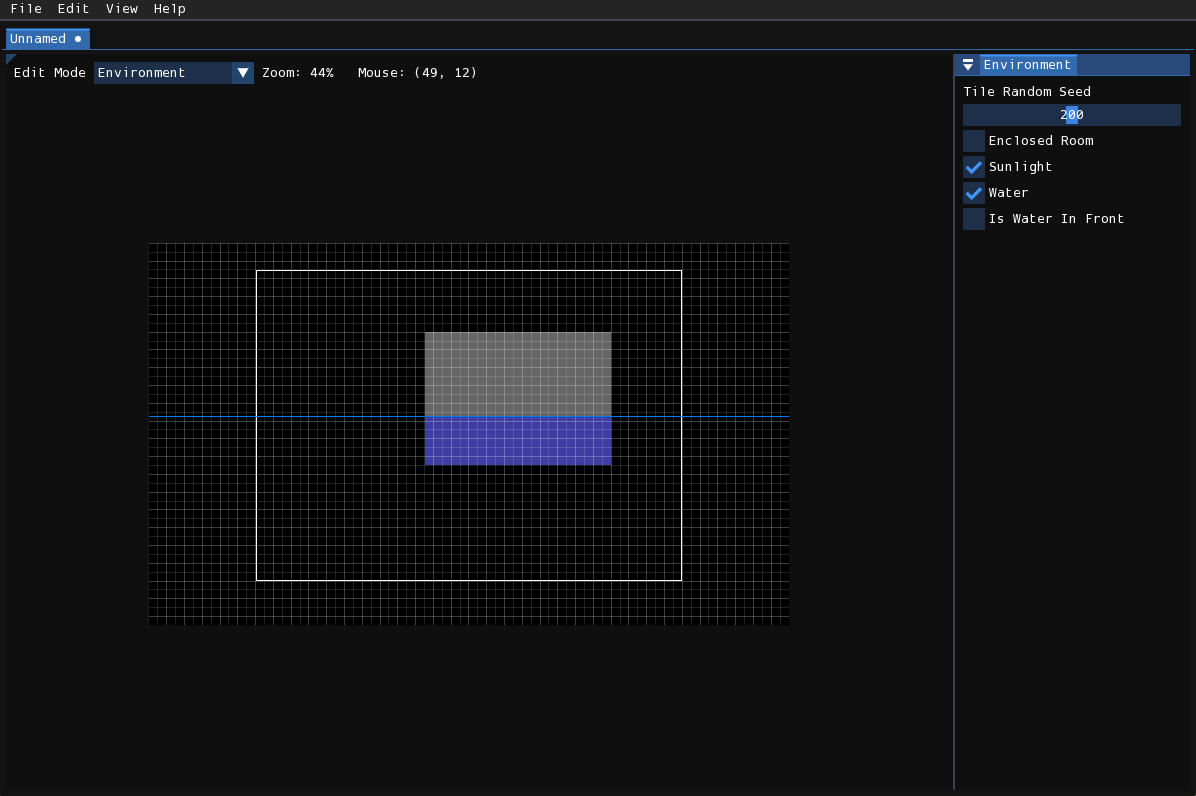 File Edit View Help
Unnamed
Edit Mode Environment Zoom: 44% Mouse: (49, 12)
Environment
Tile Random Seed
200
Enclosed Room
Sunlight
Water
Is Water In Front